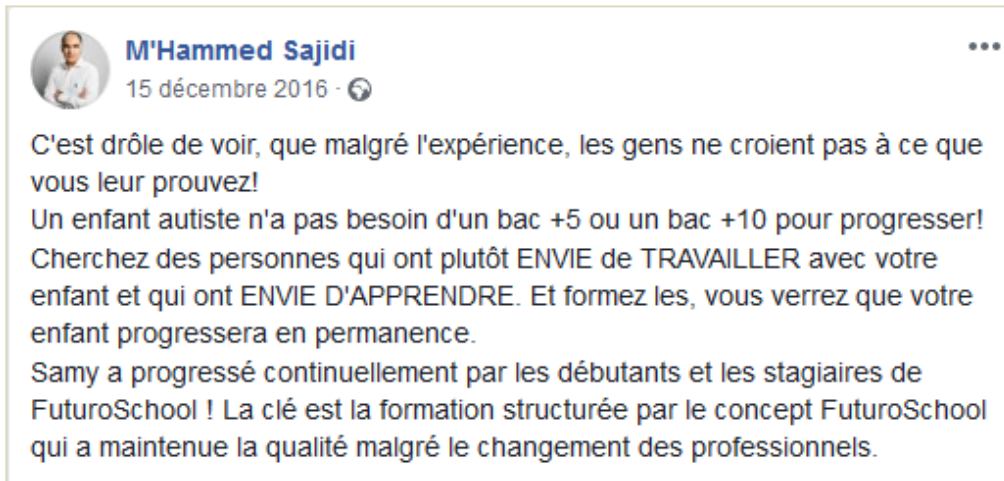 M'Hammed Sajidi
15 décembre 2016 ·
C'est drôle de voir, que malgré l'expérience, les gens ne croient pas à ce que
vous leur prouvez!
Un enfant autiste n'a pas besoin d'un bac +5 ou un bac +10 pour progresser!
Cherchez des personnes qui ont plutôt ENVIE de TRAVAILLER avec votre
enfant et qui ont ENVIE D'APPRENDRE. Et formez les, vous verrez que votre
enfant progressera en permanence.
Samy a progressé continuellement par les débutants et les stagiaires de
FuturoSchool ! La clé est la formation structurée par le concept FuturoSchool
qui a maintenue la qualité malgré le changement des professionnels.